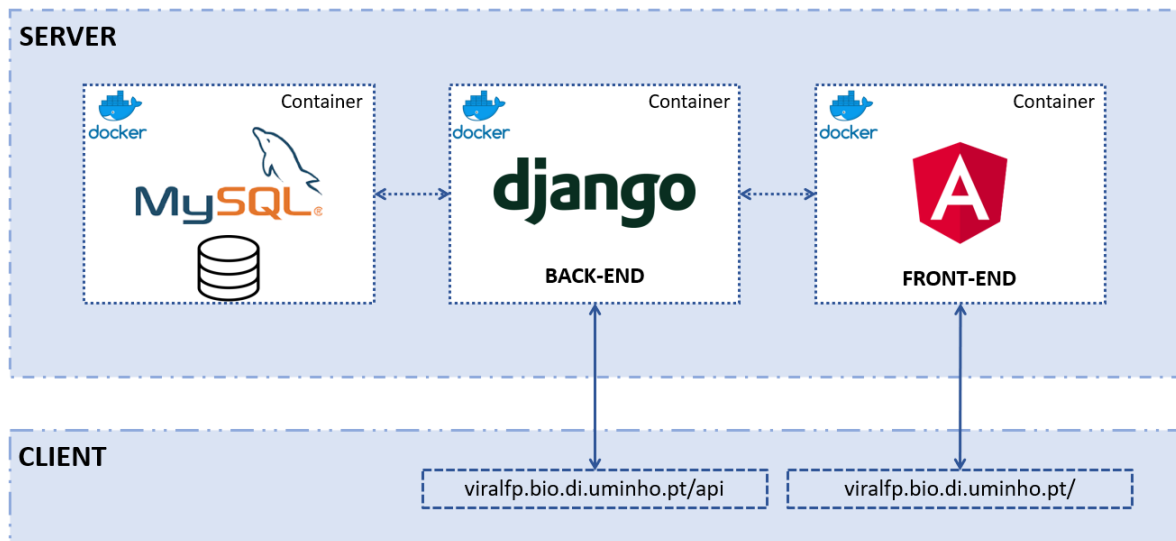 SERVER
docker
Container
MySQL®
docker
Container
django
BACK-END
docker
Container
A
FRONT-END
CLIENT
viralfp.bio.di.uminho.pt/api
viralfp.bio.di.uminho.pt/